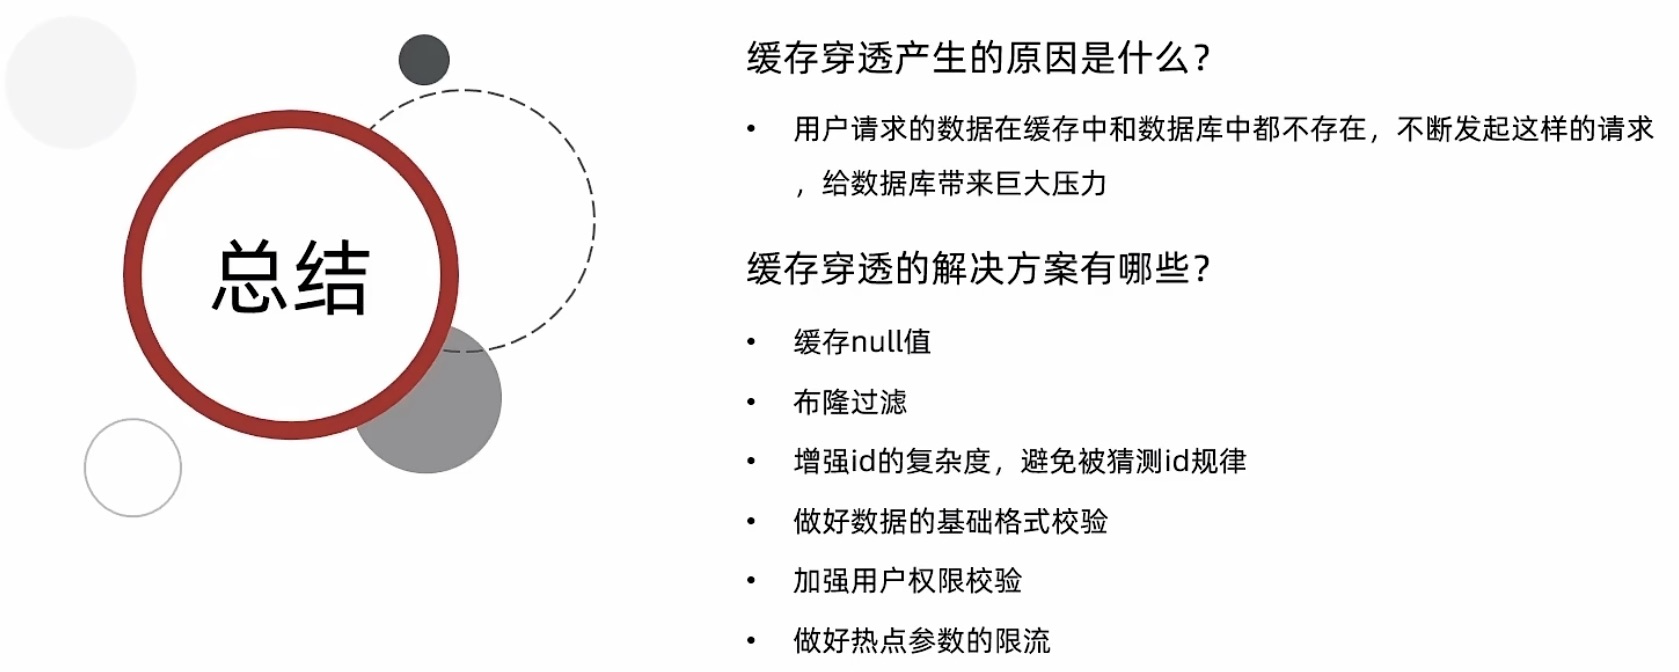 总结
缓存穿透产生的原因是什么？
• 用户请求的数据在缓存中和数据库中都不存在，不断发起这样的请求
，给数据库带来巨大压力
缓存穿透的解决方案有哪些？
• 缓存null值
• 布隆过滤
• 增强id的复杂度，避免被猜测id规律
• 做好数据的基础格式校验
• 加强用户权限校验
• 做好热点参数的限流